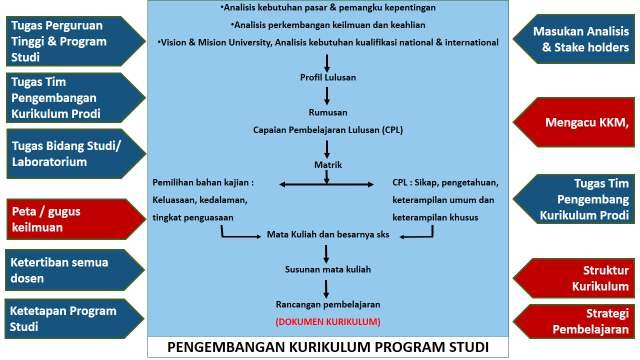 •Analisis kebutuhan pasar & pemangku kepentingan
•Analisis perkembangan keilmuan dan keahlian
•Vision & Mision University, Analisis kebutuhan kualifikasi national & international
Profil Lulusan
Rumusan
Capaian Pembelajaran Lulusan (CPL)
Matrik
Pemilihan bahan kajian :
Keluasaan, kedalaman,
tingkat penguasaan
CPL : Sikap, pengetahuan,
keterampilan umum dan
keterampilan khusus
Mata Kuliah dan besarnya sks
Susunan mata kuliah
Rancangan pembelajaran
(DOKUMEN KURIKULUM)
PENGEMBANGAN KURIKULUM PROGRAM STUDI
Tugas Perguruan
Tinggi & Program
Studi
Tugas Tim
Pengembangan
Kurikulum Prodi
Tugas Bidang Studi/
Laboratorium
Peta / gugus
keilmuan
Ketertiban semua
dosen
Ketetapan Program
Studi
Masukan Analisis
& Stake holders
Mengacu KKM,
Tugas Tim
Pengembang
Kurikulum Prodi
Struktur
Kurikulum
Strategi
Pembelajaran